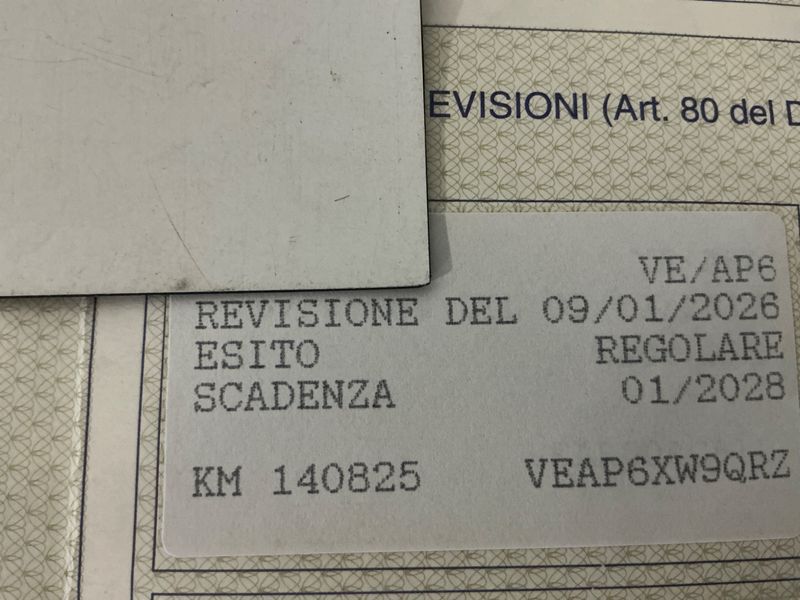 EVISIONI (Art. 80 del D
VE/AP6
REVISIONE DEL 09/01/2026
ESITO REGOLARE
SCADENZA 01/2028
KM 140825 VEAP6XW9QRZ